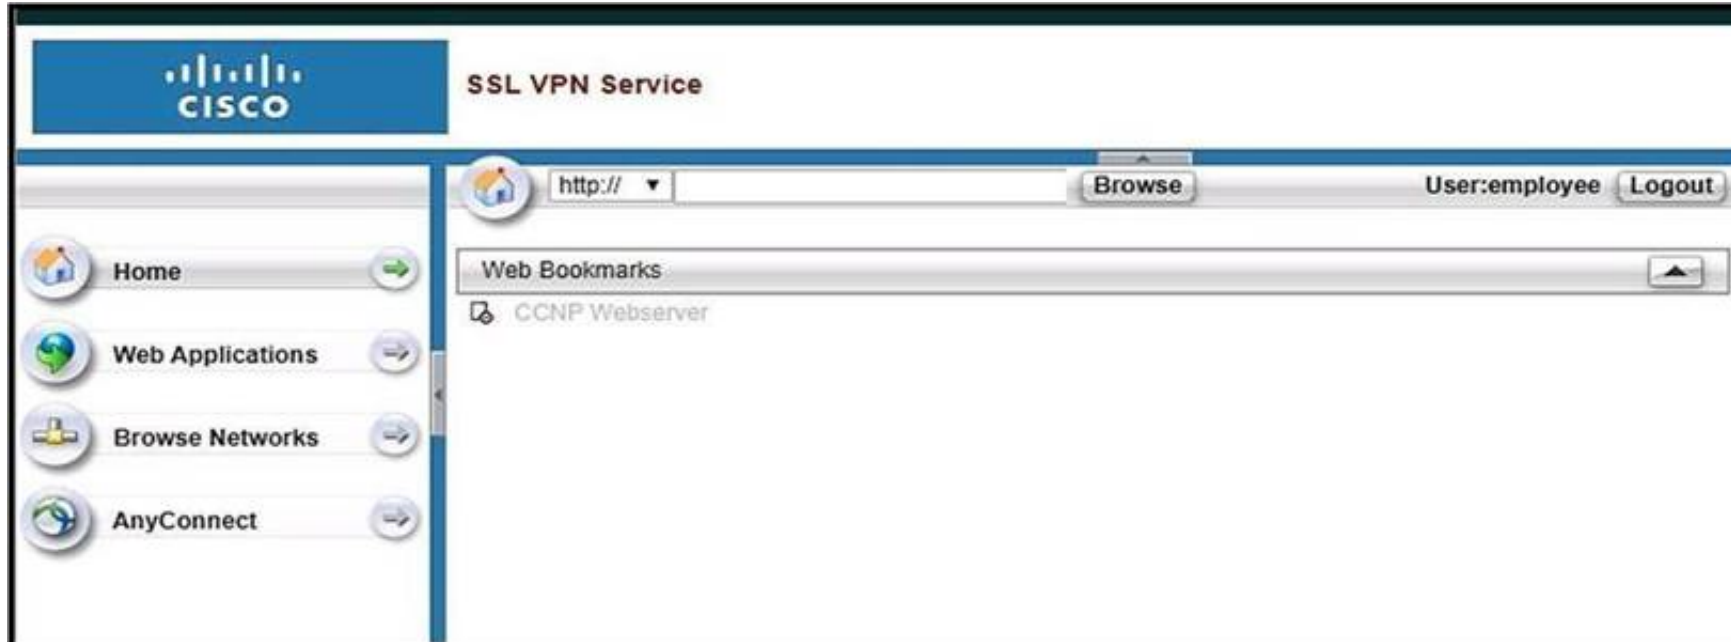 CISCO
SSL VPN Service
http://
Browse
User:employee
Logout
Home
Web Applications
Browse Networks
AnyConnect
Web Bookmarks
CCNP Webserver